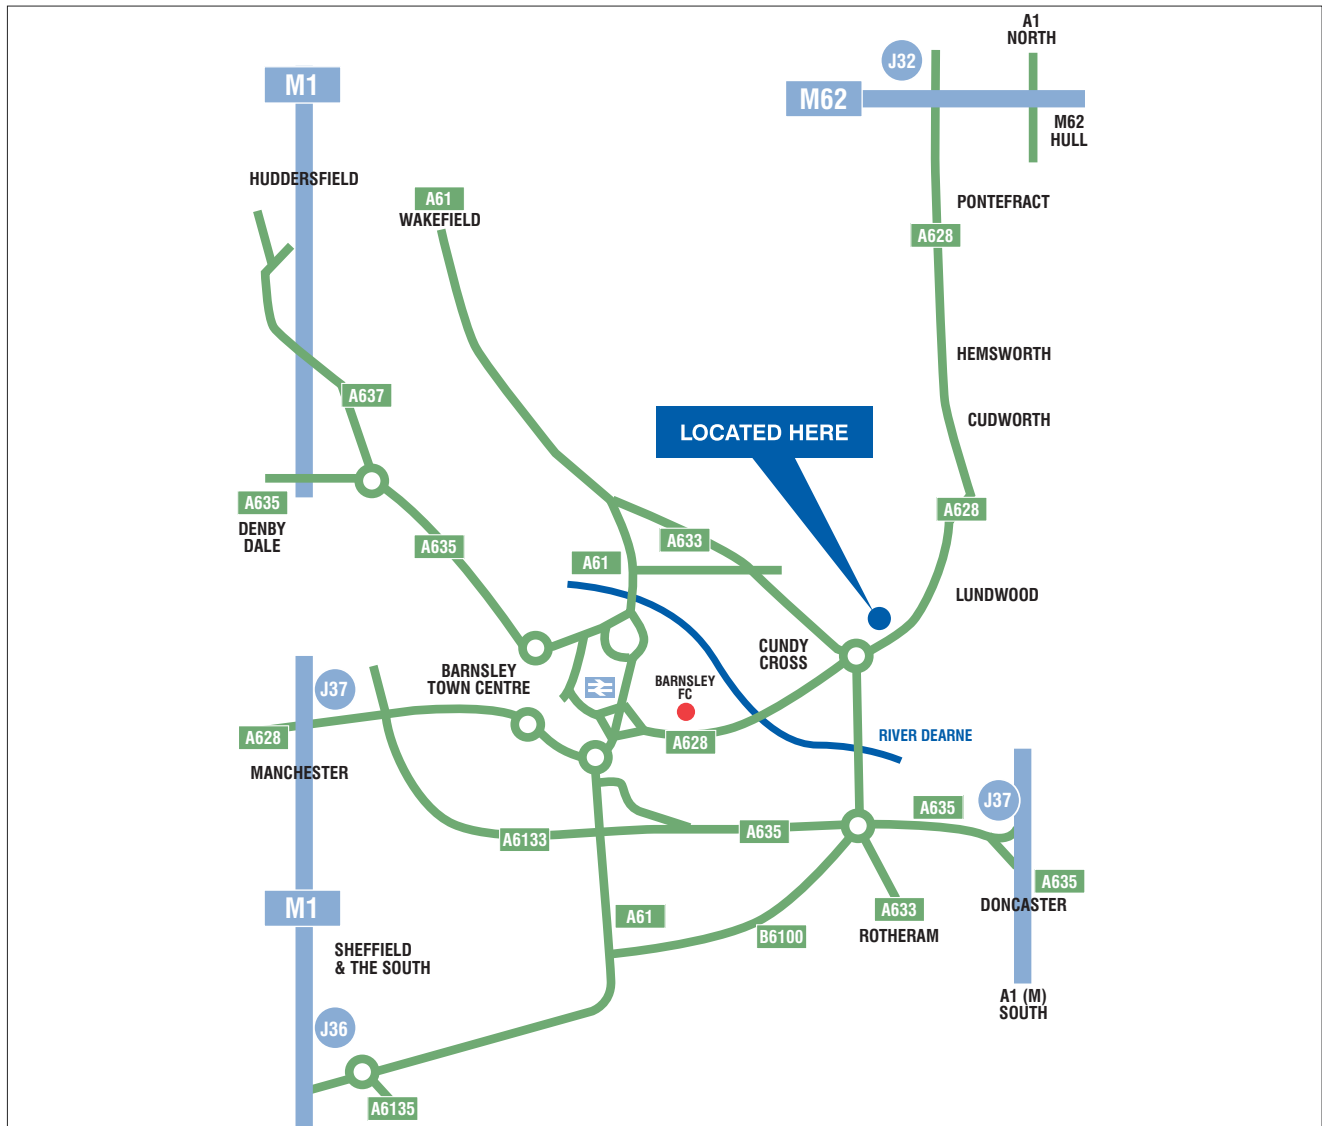 A1
NORTH
J32
M1
M62
M62
HULL
HUDDERSFIELD
A61
WAKEFIELD
PONTEFRACT
A628
HEMSWORTH
A637
CUDWORTH
LOCATED HERE
A635
DENBY
DALE
A628
A633
A635
A61
LUNDWOOD
CUNDY
CROSS
BARNSLEY
TOWN CENTRE
BARNSLEY
FC
J37
A628
MANCHESTER
A628
RIVER DEARNE
J37
A635
A6133
A635
A635
DONCASTER
M1
A61
A633
ROTHERAM
B6100
SHEFFIELD
& THE SOUTH
A1 (M)
SOUTH
J36
A6135